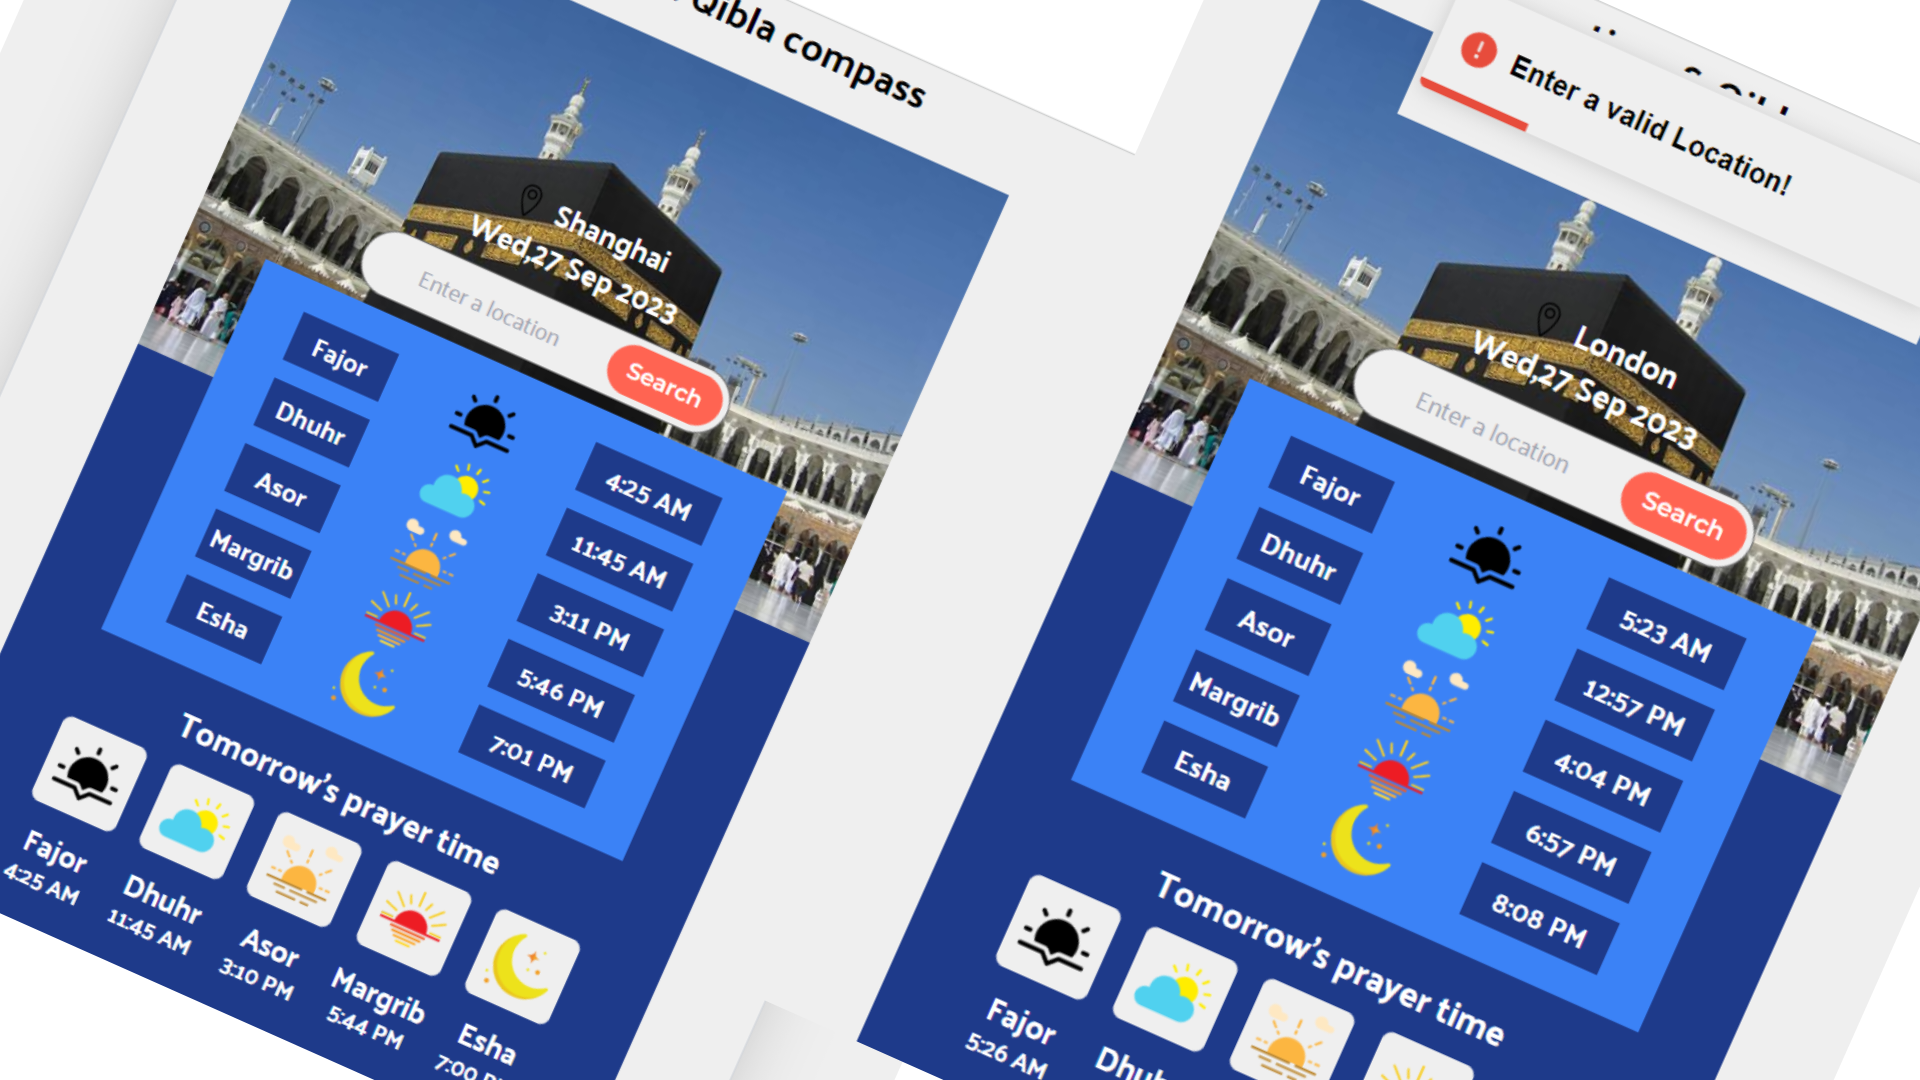 Qibla compass
Shanghai
Wed,27 Sep 2023
Enter a location
Search
Fajor
4:25 AM
Dhuhr
11:45 AM
Asor
3:11 PM
Margrib
5:46 PM
Esha
7:01 PM
Tomorrow's prayer time
Fajor
4:25 AM
Dhuhr
11:45 AM
Asor
3:10 PM
Margrib
5:44 PM
Esha
7:00
Enter a valid Location!
London
Wed,27 Sep 2023
Enter a location
Search
Fajor
5:23 AM
Dhuhr
12:57 PM
Asor
4:04 PM
Margrib
6:57 PM
Esha
8:08 PM
Tomorrow's prayer time
Fajor
5:26 AM
Dhuhr